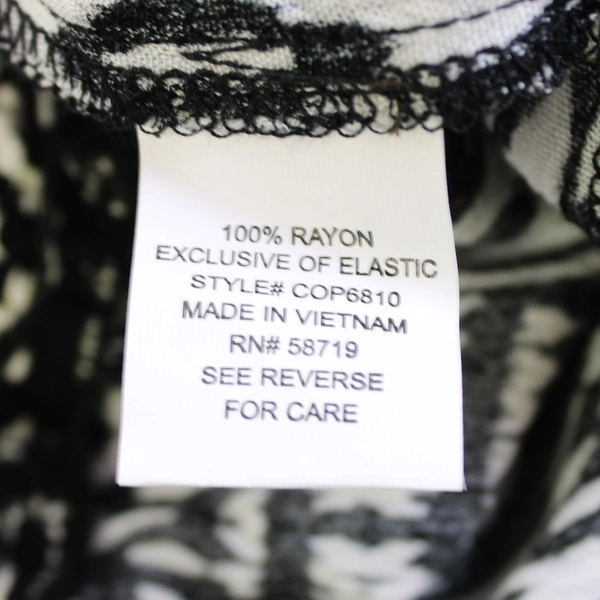 100% RAYON
EXCLUSIVE OF ELASTIC
STYLE# COP6810
MADE IN VIETNAM
RN# 58719
SEE REVERSE
FOR CARE